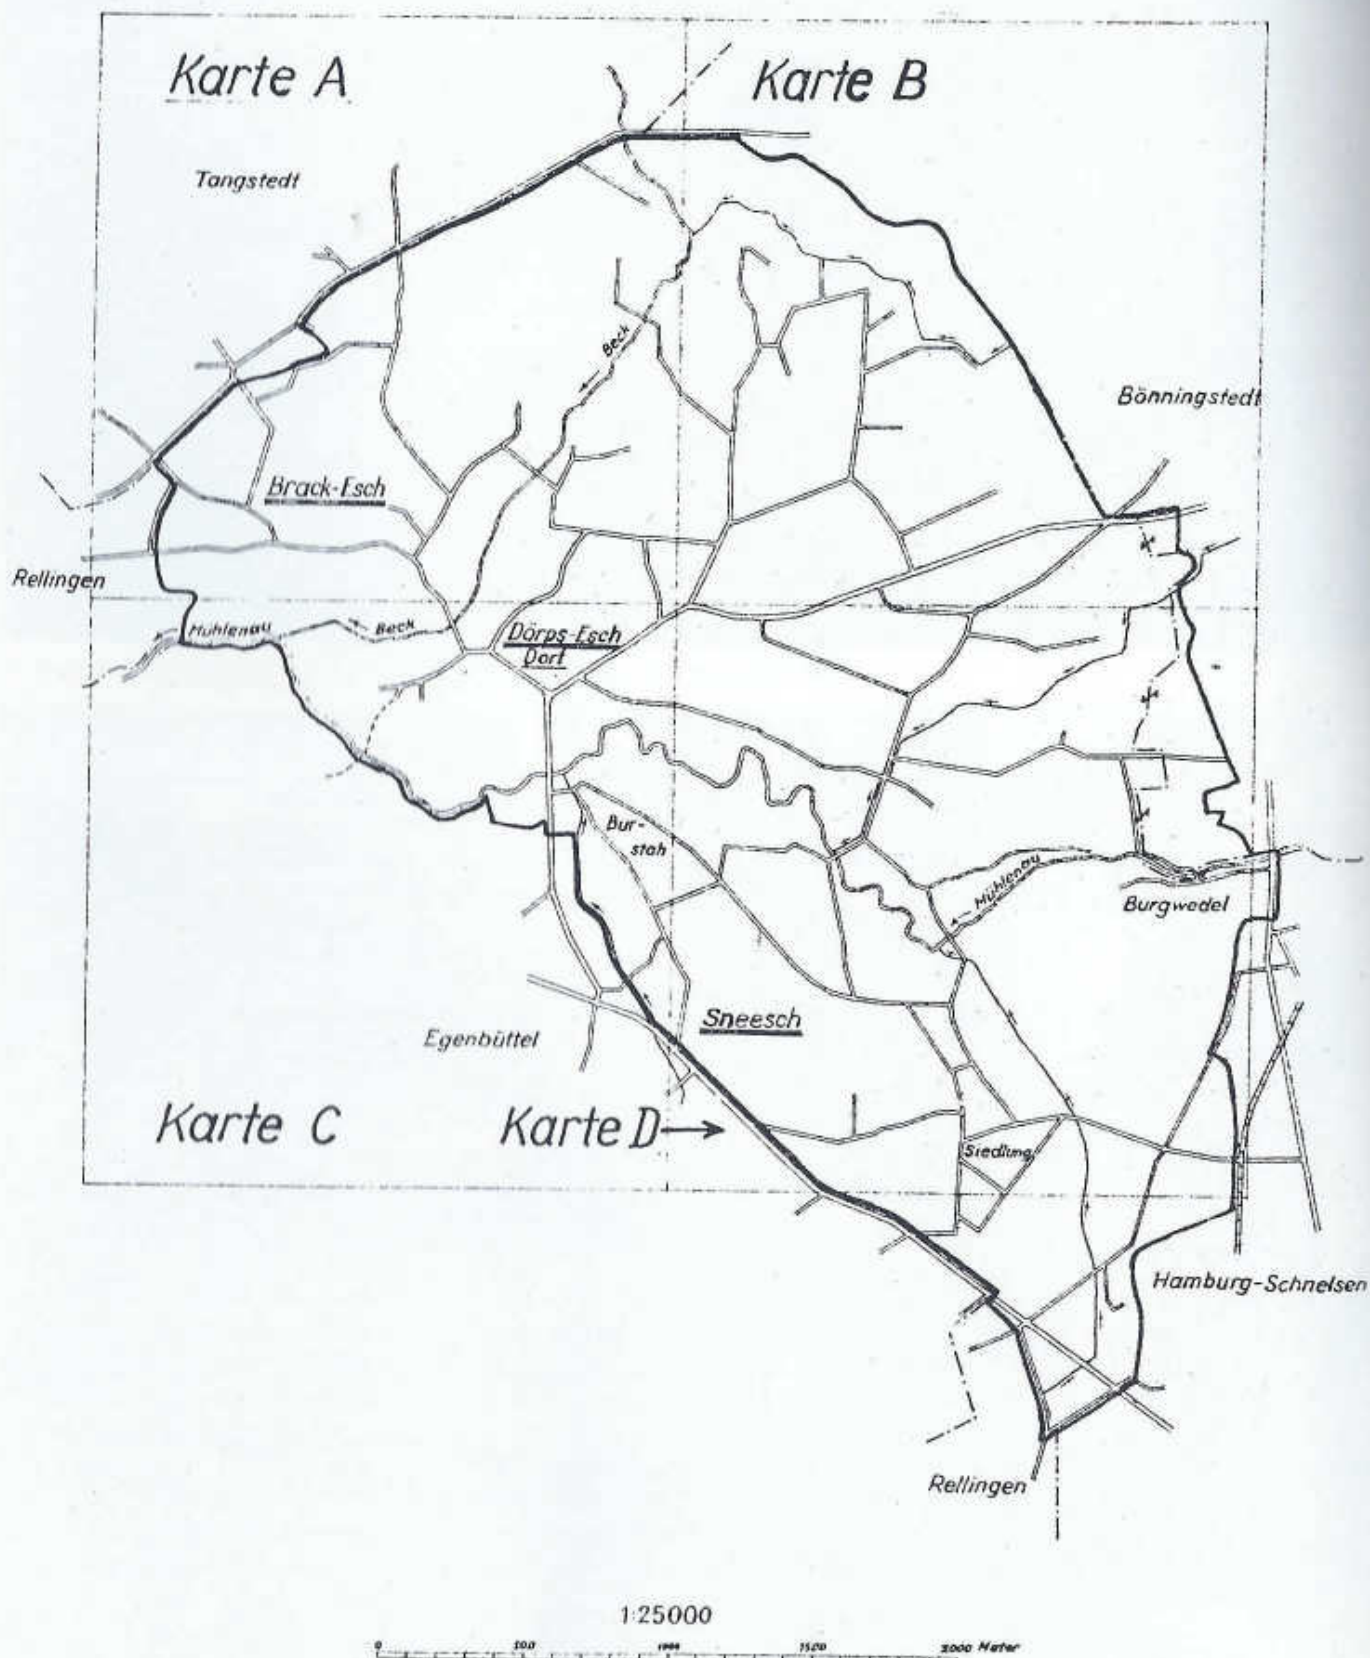 Karte A
Karte B
Tangstedt
Beck
Bönningstedt
Brack-Esch
Rellingen
Mühlenau
Beck
Dörps-Esch
Dorf
Bur-
stah
Mühlenau
Burgwedel
Sneesch
Egenbüttel
Karte C
Karte D
Siedlung
Hamburg-Schnelsen
Rellingen
1:25000
0 500 1000 1500 2000 Meter